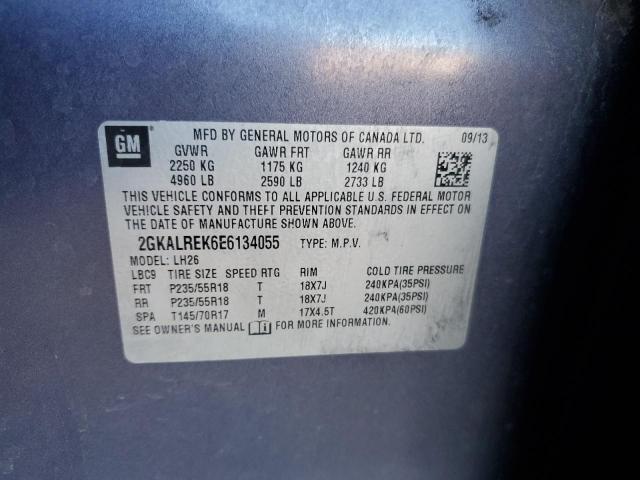 GM
MFD BY GENERAL MOTORS OF CANADA LTD. 09/13
GVWR GAWR FRT GAWR RR
2250 KG 1175 KG 1240 KG
4960 LB 2590 LB 2733 LB
THIS VEHICLE CONFORMS TO ALL APPLICABLE U.S. FEDERAL MOTOR
VEHICLE SAFETY AND THEFT PREVENTION STANDARDS IN EFFECT ON
THE DATE OF MANUFACTURE SHOWN ABOVE.
2GKALREK6E6134055 TYPE: M.P.V.
MODEL: LH26
LBC9 TIRE SIZE SPEED RTG RIM COLD TIRE PRESSURE
FRT P235/55R18 T 18X7J 240KPA(35PSI)
RR P235/55R18 T 18X7J 240KPA(35PSI)
SPA T145/70R17 M 17X4.5T 420KPA(60PSI)
SEE OWNER'S MANUAL i FOR MORE INFORMATION.